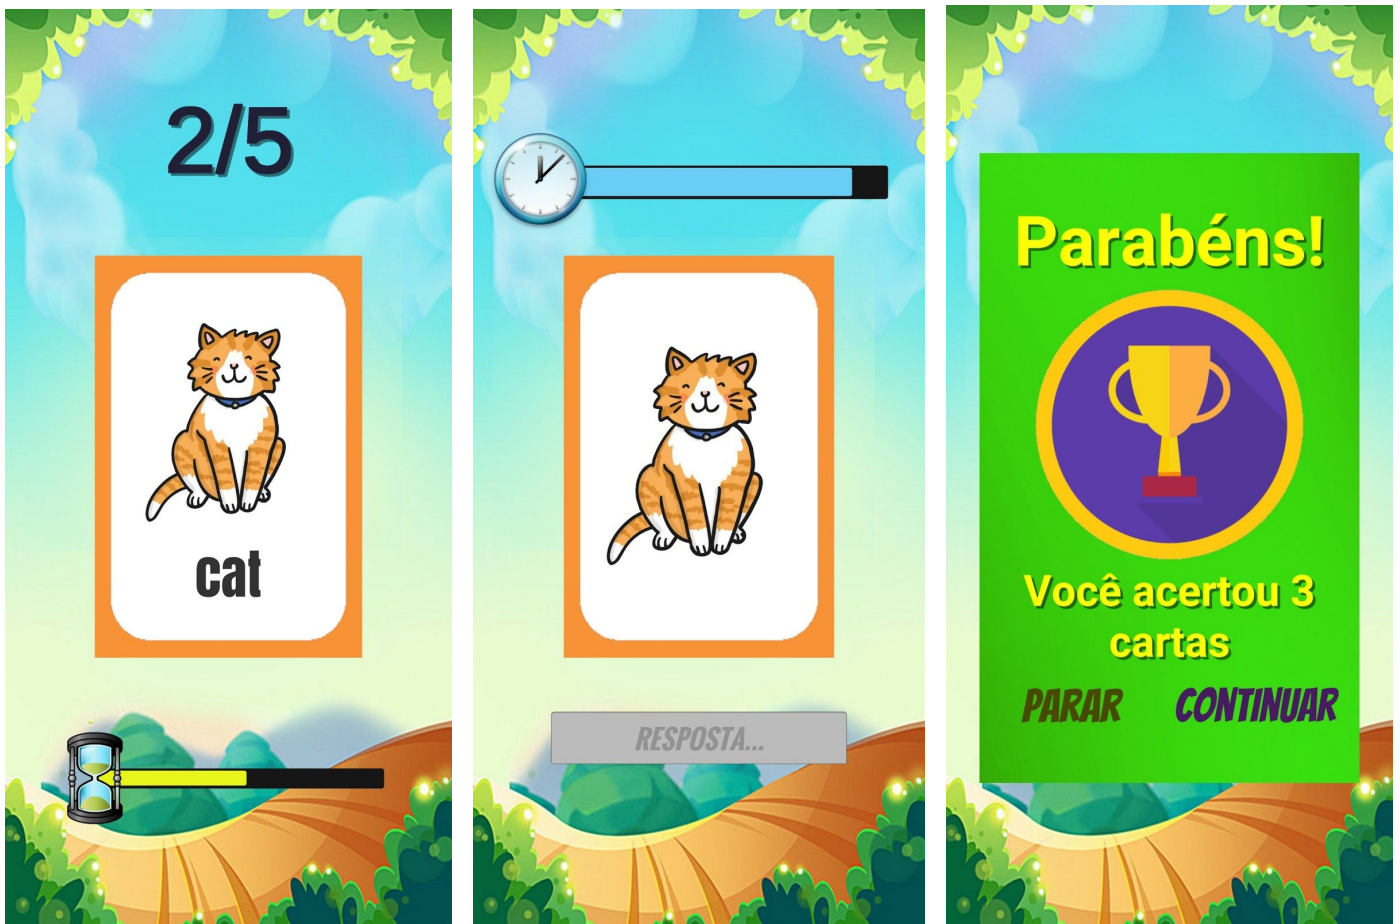 2/5
cat
RESPOSTA...
Parabéns!
Você acertou 3
cartas
PARAR CONTINUAR